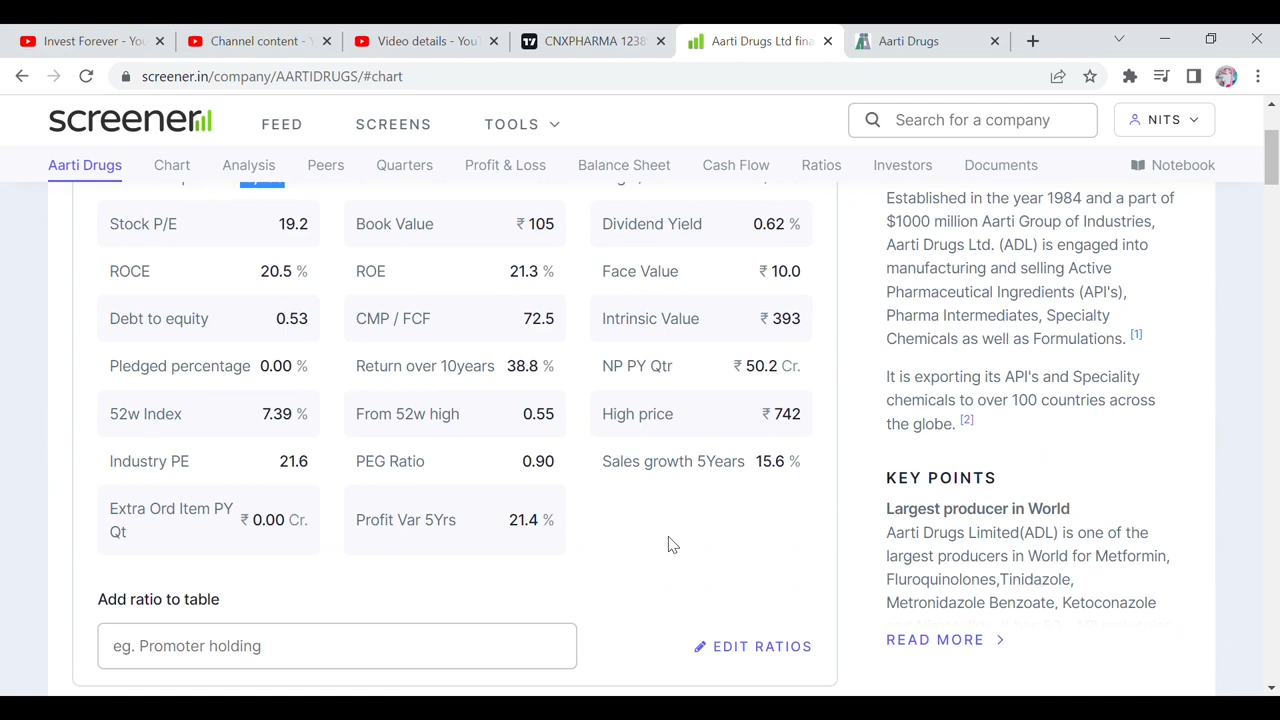 Invest Forever - You
Channel content - Y
Video details - YouT
CNXPHARMA 1238
Aarti Drugs Ltd fina
Aarti Drugs
screener.in/company/AARTIDRUGS/#chart
screener
FEED
SCREENS
TOOLS
Search for a company
NITS
Aarti Drugs
Chart
Analysis
Peers
Quarters
Profit & Loss
Balance Sheet
Cash Flow
Ratios
Investors
Documents
Notebook
Stock P/E 19.2
Book Value ₹ 105
Dividend Yield 0.62 %
ROCE 20.5 %
ROE 21.3 %
Face Value ₹ 10.0
Debt to equity 0.53
CMP / FCF 72.5
Intrinsic Value ₹ 393
Pledged percentage 0.00 %
Return over 10years 38.8 %
NP PY Qtr ₹ 50.2 Cr.
52w Index 7.39 %
From 52w high 0.55
High price ₹ 742
Industry PE 21.6
PEG Ratio 0.90
Sales growth 5Years 15.6 %
Extra Ord Item PY
Qt
₹ 0.00 Cr.
Profit Var 5Yrs 21.4 %
Add ratio to table
eg. Promoter holding
EDIT RATIOS
Established in the year 1984 and a part of
$1000 million Aarti Group of Industries,
Aarti Drugs Ltd. (ADL) is engaged into
manufacturing and selling Active
Pharmaceutical Ingredients (API's),
Pharma Intermediates, Specialty
Chemicals as well as Formulations. [1]
It is exporting its API's and Speciality
chemicals to over 100 countries across
the globe. [2]
KEY POINTS
Largest producer in World
Aarti Drugs Limited(ADL) is one of the
largest producers in World for Metformin,
Fluroquinolones,Tinidazole,
Metronidazole Benzoate, Ketoconazole
READ MORE >